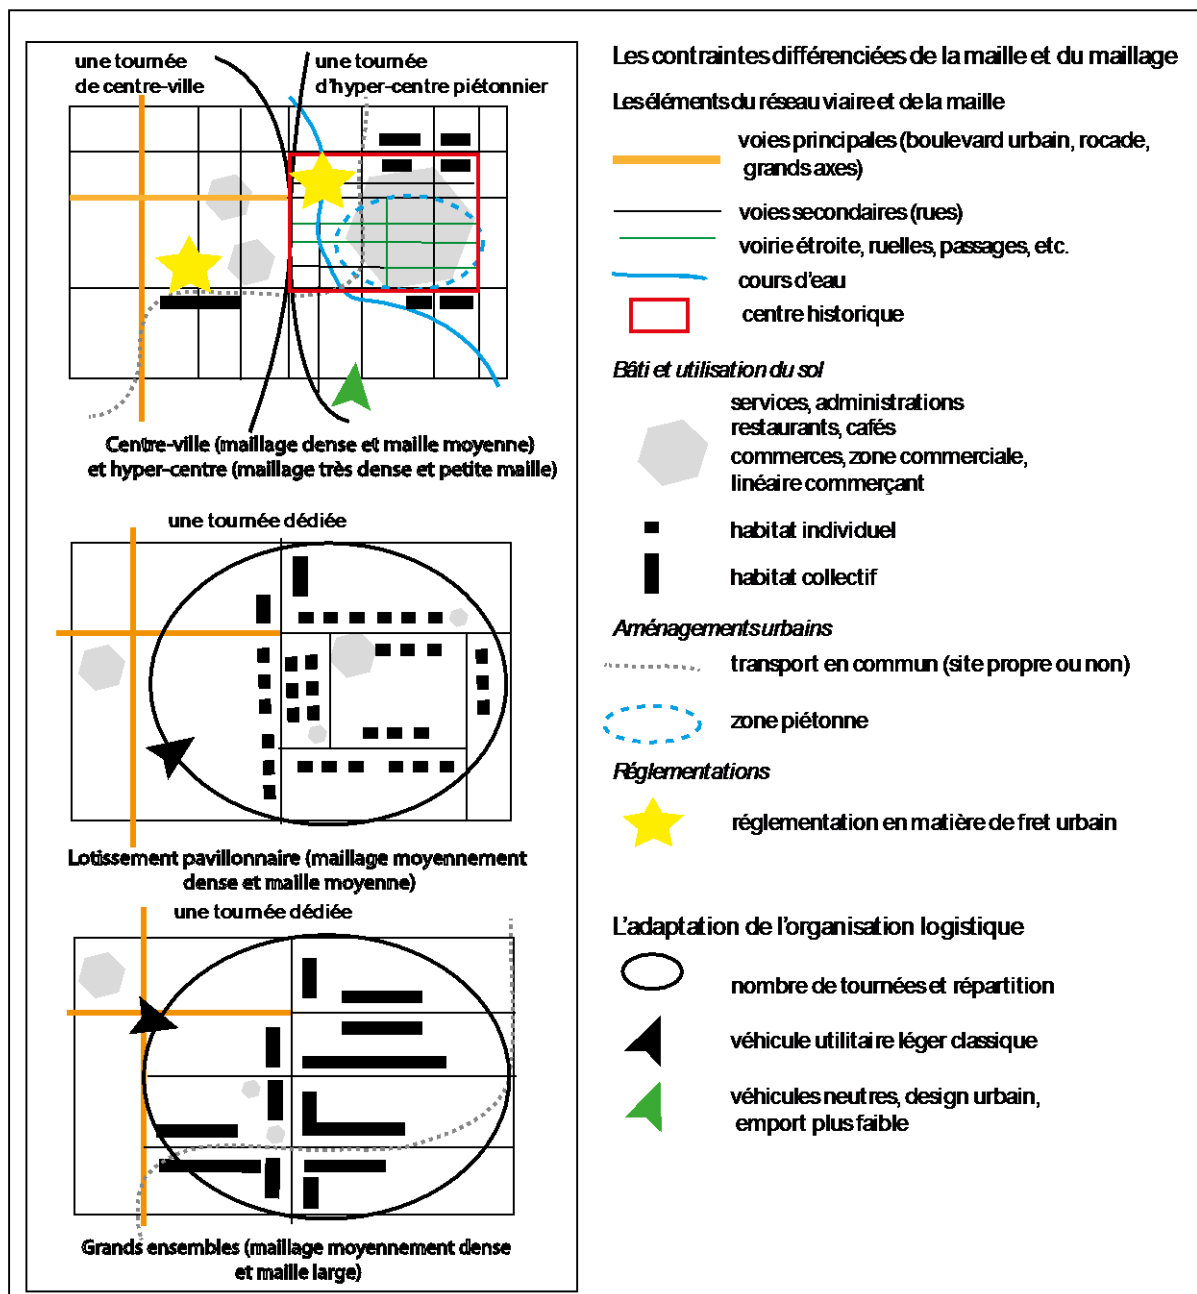 une tournée
de centre-ville
une tournée
d'hyper-centre piétonnier
Centre-ville (maillage dense et maille moyenne)
et hyper-centre (maillage très dense et petite maille)
une tournée dédiée
Lotissement pavillonnaire (maillage moyennement
dense et maille moyenne)
une tournée dédiée
Grands ensembles (maillage moyennement dense
et maille large)
Les contraintes différenciées de la maille et du maillage
Les éléments du réseau viaire et de la maille
voies principales (boulevard urbain, rocade,
grands axes)
voies secondaires (rues)
voirie étroite, ruelles, passages, etc.
cours d'eau
centre historique
Bâti et utilisation du sol
services, administrations
restaurants, cafés
commerces, zone commerciale,
linéaire commerçant
habitat individuel
habitat collectif
Aménagements urbains
transport en commun (site propre ou non)
zone piétonne
Réglementations
réglementation en matière de fret urbain
L'adaptation de l'organisation logistique
nombre de tournées et répartition
véhicule utilitaire léger classique
véhicules neutres, design urbain,
emport plus faible